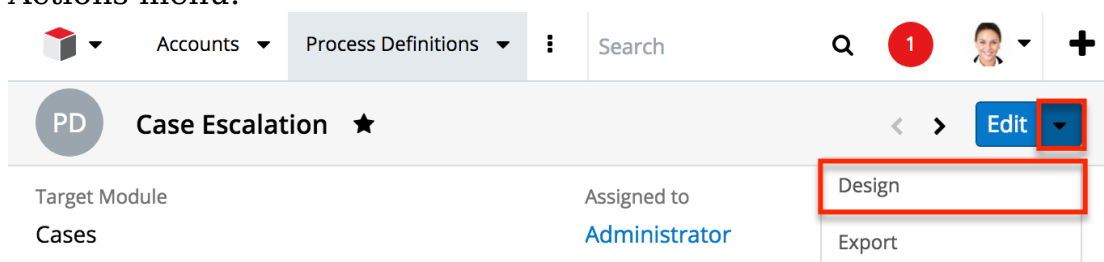 Actions menu.
Accounts Process Definitions Search 1
PD Case Escalation Edit
Target Module Assigned to Design
Cases Administrator Export